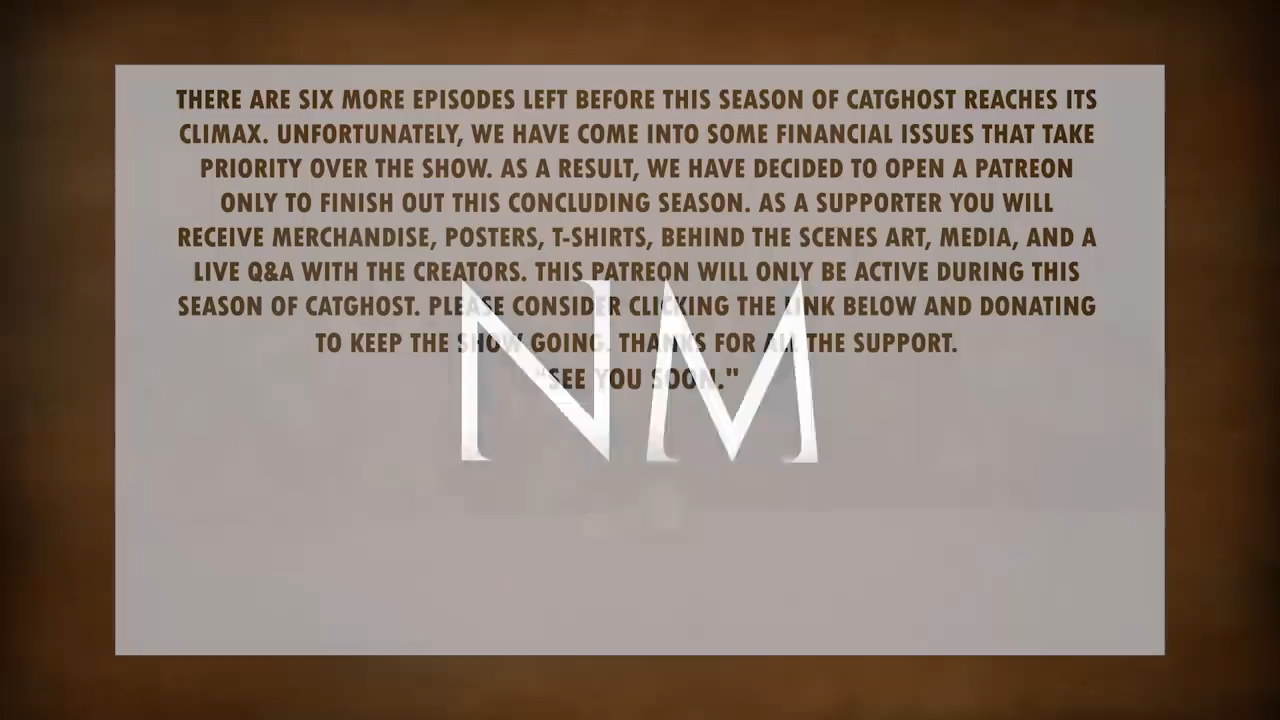 THERE ARE SIX MORE EPISODES LEFT BEFORE THIS SEASON OF CATGHOST REACHES ITS
CLIMAX. UNFORTUNATELY, WE HAVE COME INTO SOME FINANCIAL ISSUES THAT TAKE
PRIORITY OVER THE SHOW. AS A RESULT, WE HAVE DECIDED TO OPEN A PATREON
ONLY TO FINISH OUT THIS CONCLUDING SEASON. AS A SUPPORTER YOU WILL
RECEIVE MERCHANDISE, POSTERS, T-SHIRTS, BEHIND THE SCENES ART, MEDIA, AND A
LIVE Q&A WITH THE CREATORS. THIS PATREON WILL ONLY BE ACTIVE DURING THIS
SEASON OF CATGHOST. PLEASE CONSIDER CLICKING THE LINK BELOW AND DONATING
TO KEEP THE SHOW GOING. THANKS FOR ALL THE SUPPORT.
“SEE YOU SOON."
NM